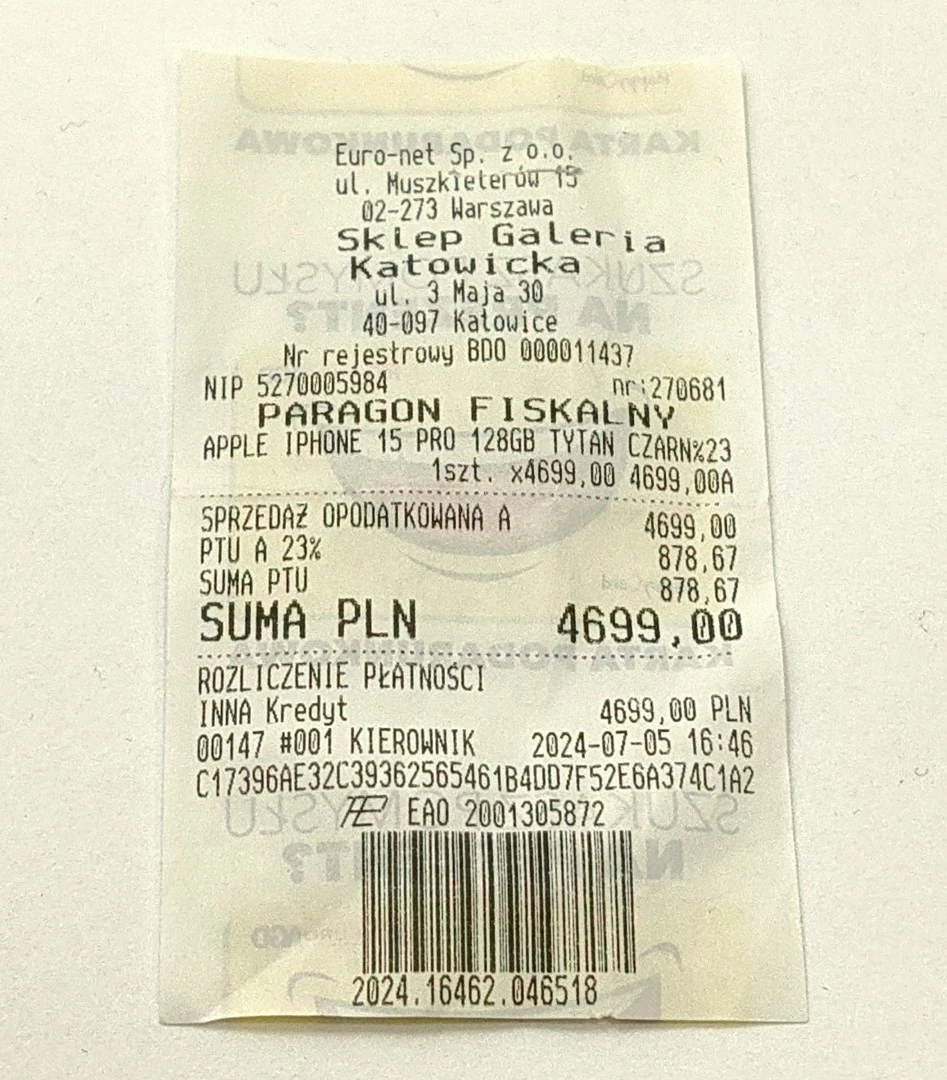 Euro-net Sp. z o.o.
ul. Muszkieterów 15
02-273 Warszawa
Sklep Galeria
Katowicka
ul. 3 Maja 30
40-097 Katowice
Nr rejestrowy BDO 000011437
NIP 5270005984 nr:270681
PARAGON FISKALNY
APPLE IPHONE 15 PRO 128GB TYTAN CZARN%23
1szt. x4699,00 4699,00A
SPRZEDAŻ OPODATKOWANA A 4699,00
PTU A 23% 878,67
SUMA PTU 878,67
SUMA PLN 4699,00
ROZLICZENIE PŁATNOŚCI
INNA Kredyt 4699,00 PLN
00147 #001 KIEROWNIK 2024-07-05 16:46
C17396AE32C39362565461B4DD7F52E6A374C1A2
EAO 2001305872
2024.16462.046518